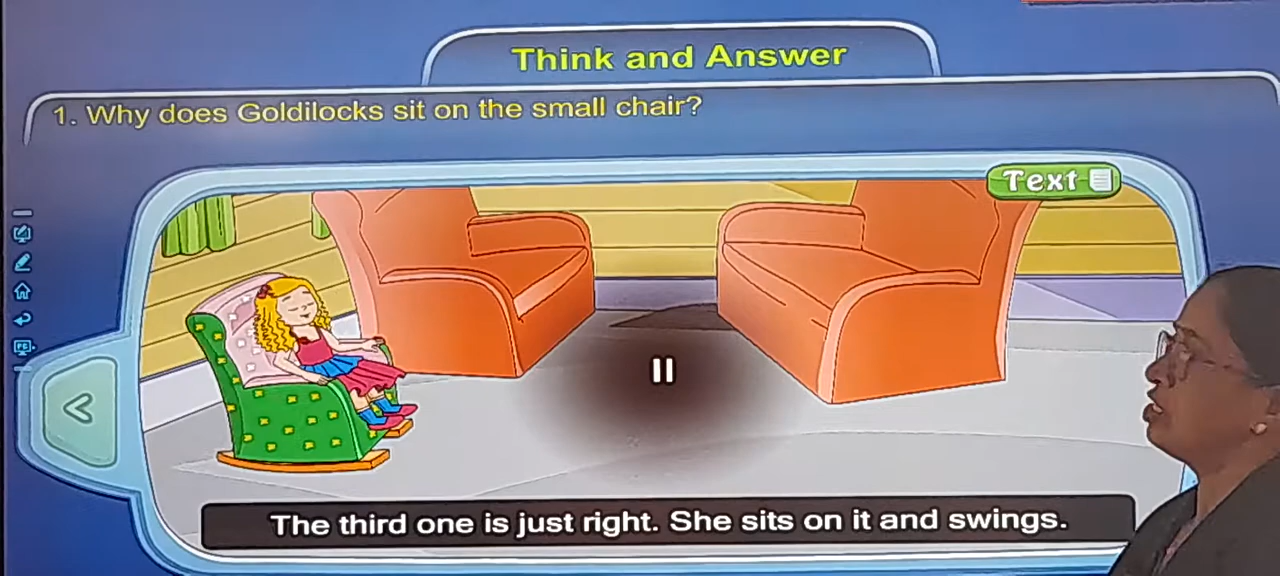 Think and Answer
1. Why does Goldilocks sit on the small chair?
Text
The third one is just right. She sits on it and swings.